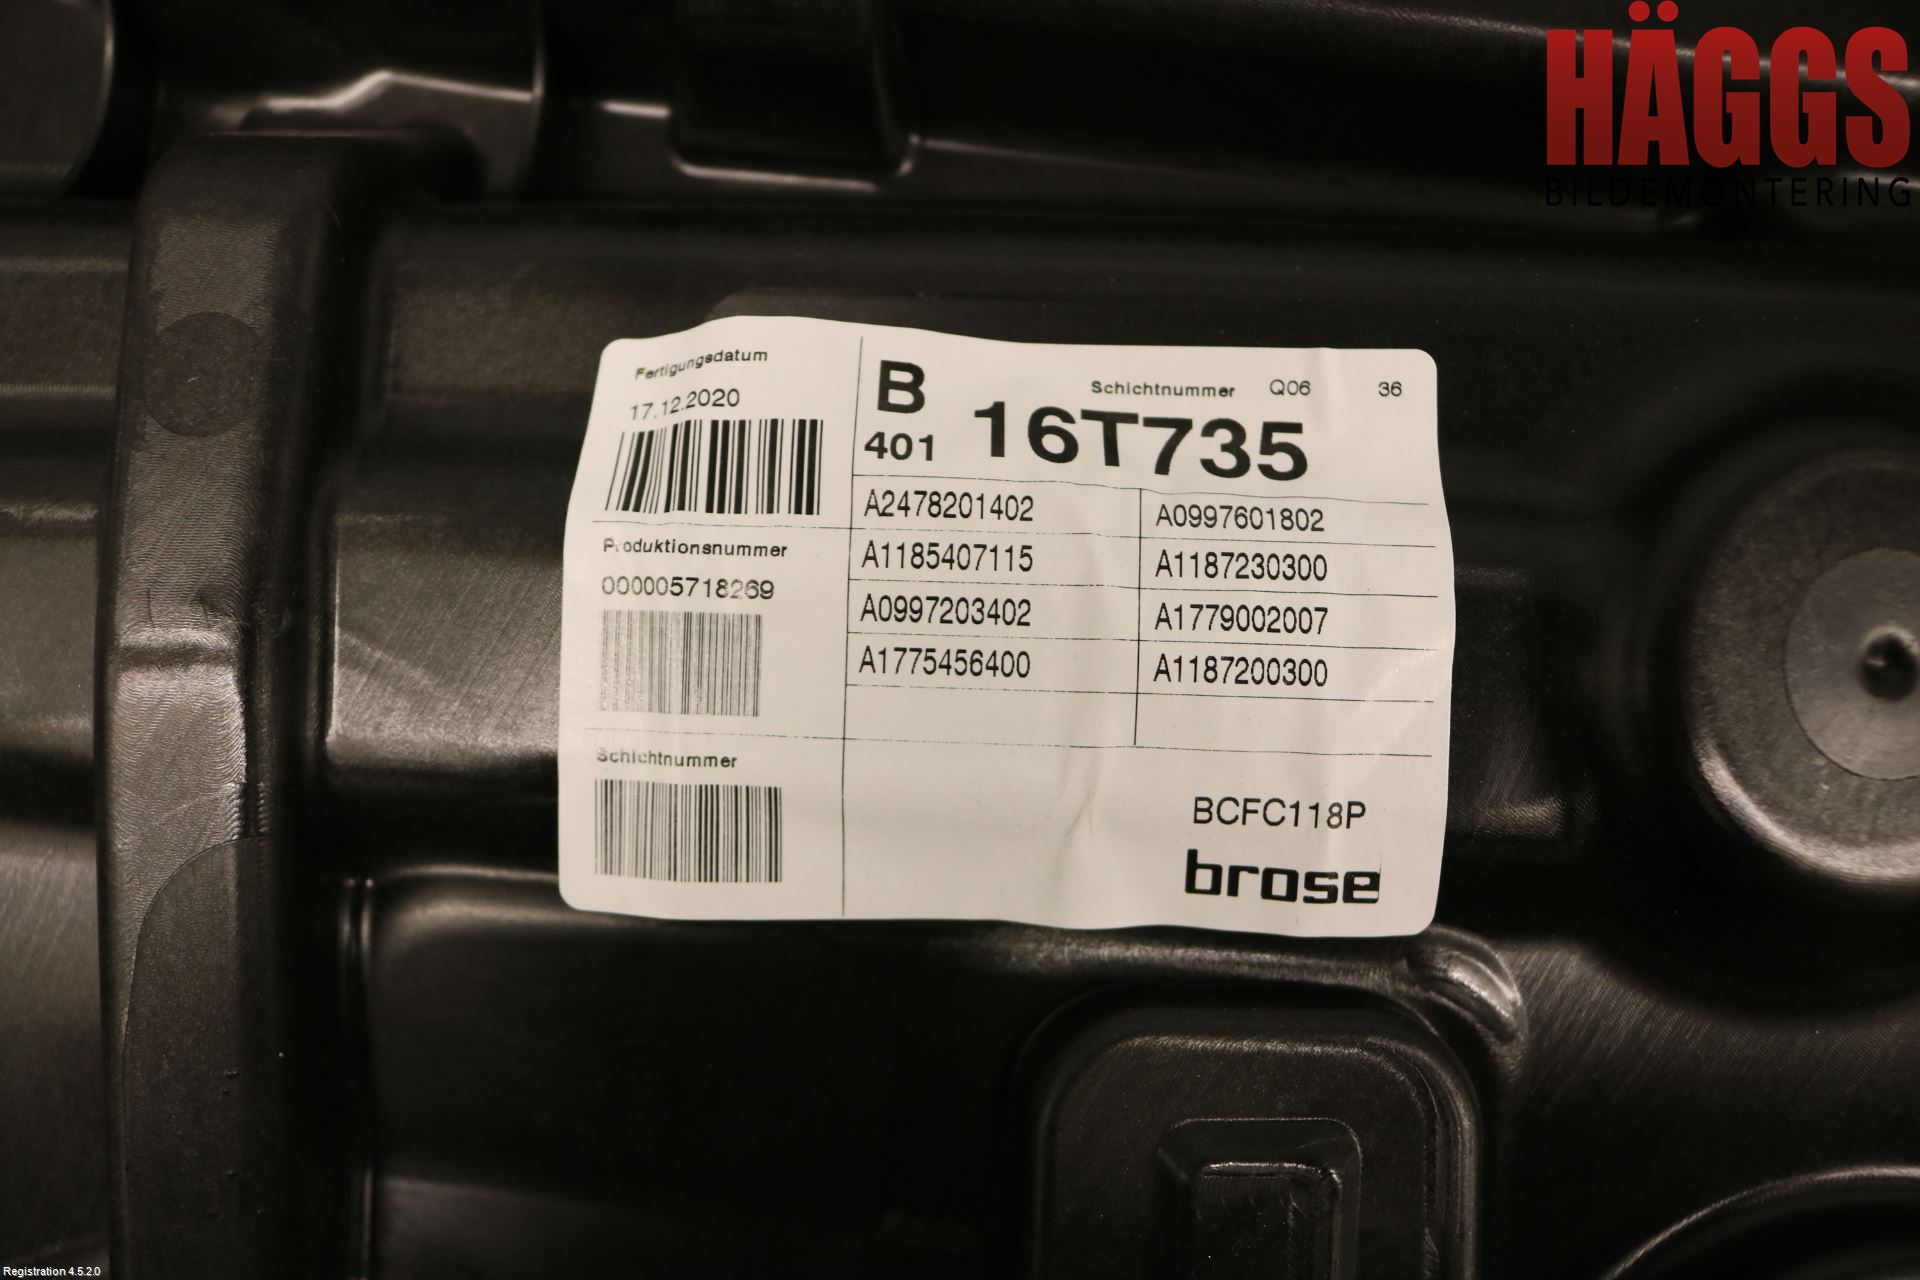 HÄGGS
BILDEMONTERING
Fertigungsdatum
17.12.2020
B
401
Schichtnummer Q06 36
16T735
A2478201402 A0997601802
A1185407115 A1187230300
A0997203402 A1779002007
A1775456400 A1187200300
Produktionsnummer
000005718269
Schichtnummer
BCFC118P
brose
Registration 4.5.2.0